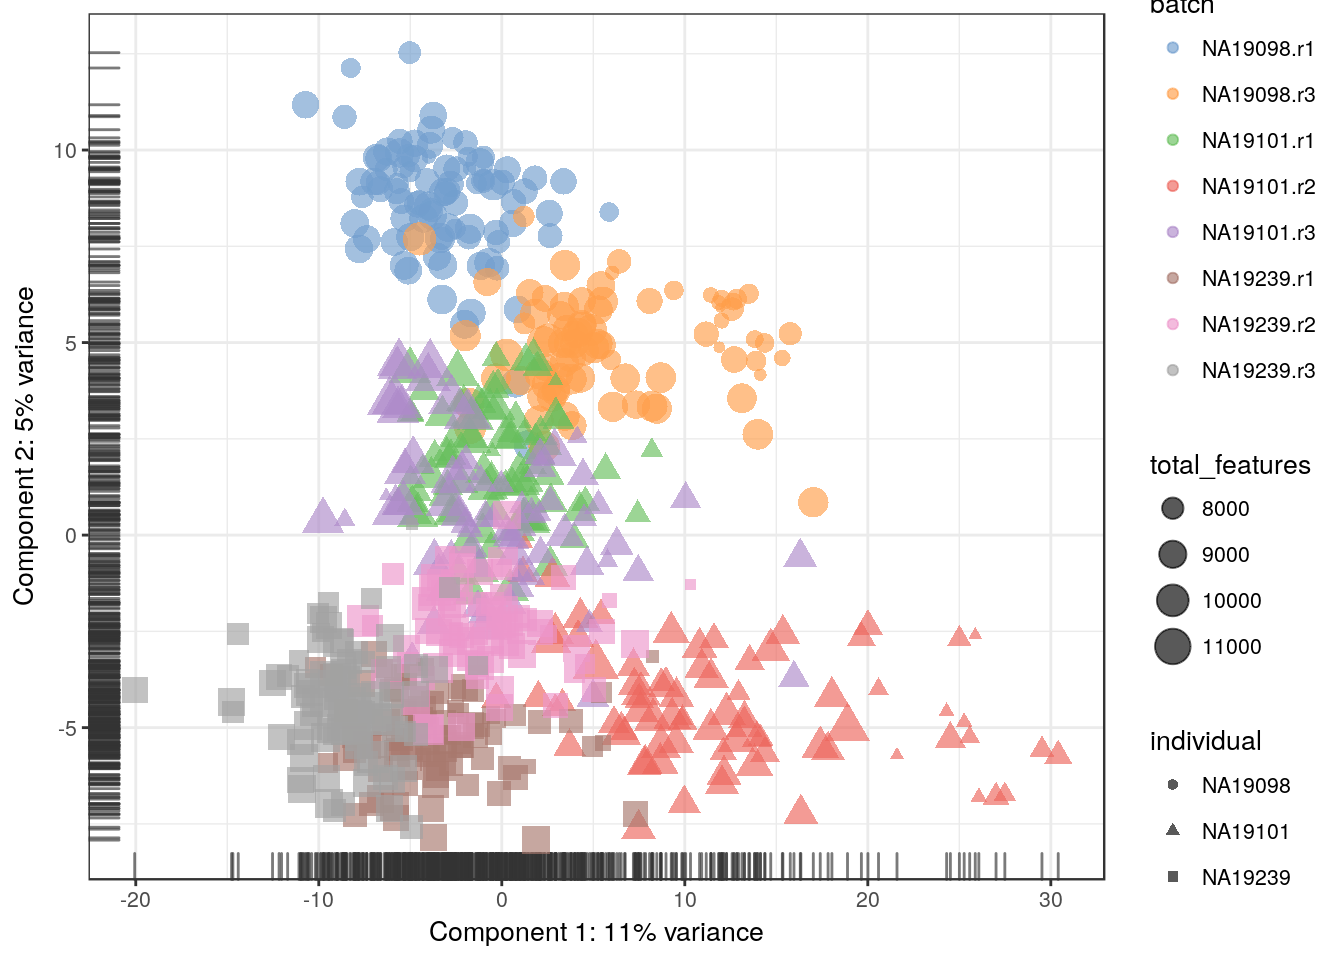 batch
NA19098.r1
NA19098.r3
NA19101.r1
NA19101.r2
NA19101.r3
NA19239.r1
NA19239.r2
NA19239.r3
total_features
8000
9000
10000
11000
individual
NA19098
NA19101
NA19239
Component 2: 5% variance
10
5
0
-5
-20
-10
0
10
20
30
Component 1: 11% variance